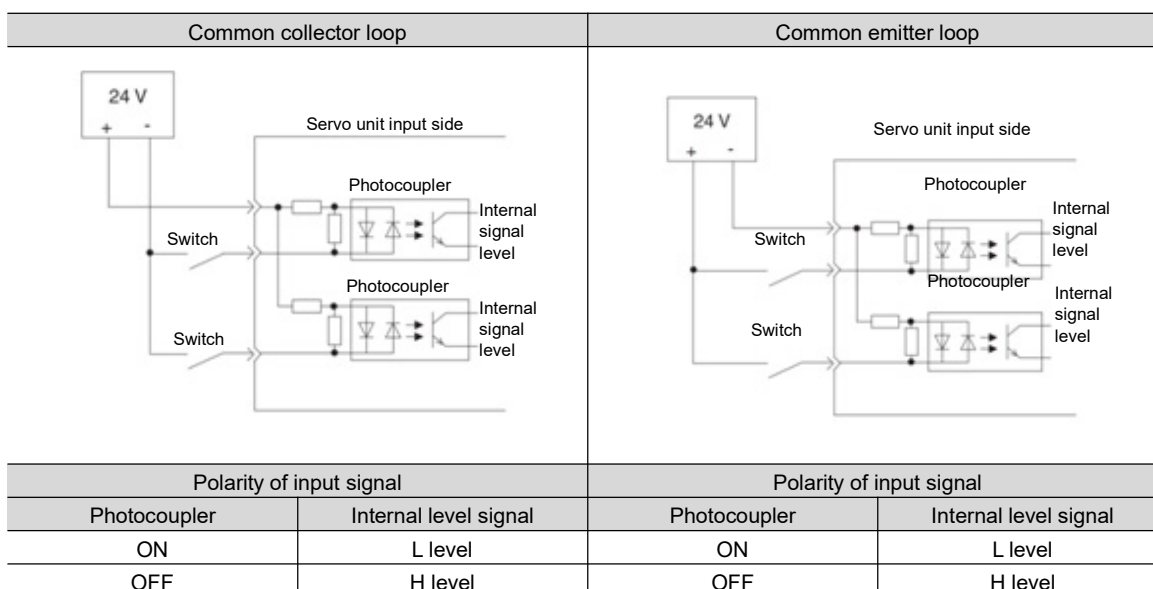 Common collector loop
Common emitter loop
24 V
+ -
Servo unit input side
Photocoupler
Internal
signal
level
Switch
Photocoupler
Internal
signal
level
Switch
24 V
+ -
Servo unit input side
Photocoupler
Internal
signal
level
Switch
Photocoupler
Internal
signal
level
Switch
Polarity of input signal
Polarity of input signal
Photocoupler Internal level signal Photocoupler Internal level signal
ON L level ON L level
OFF H level OFF H level